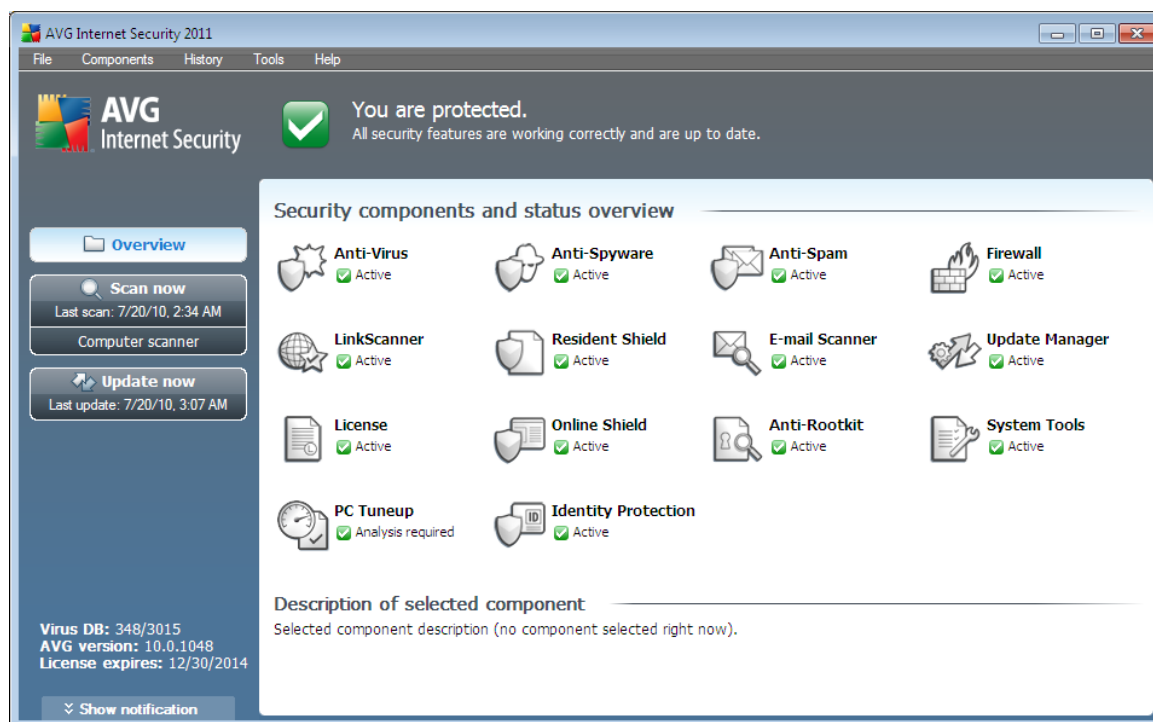 AVG Internet Security 2011
File Components History Tools Help
AVG
Internet Security
You are protected.
All security features are working correctly and are up to date.
Overview
Scan now
Last scan: 7/20/10, 2:34 AM
Computer scanner
Update now
Last update: 7/20/10, 3:07 AM
Security components and status overview
Anti-Virus
Active
Anti-Spyware
Active
Anti-Spam
Active
Firewall
Active
LinkScanner
Active
Resident Shield
Active
E-mail Scanner
Active
Update Manager
Active
License
Active
Online Shield
Active
Anti-Rootkit
Active
System Tools
Active
PC Tuneup
Analysis required
ID
Identity Protection
Active
Description of selected component
Selected component description (no component selected right now).
Virus DB: 348/3015
AVG version: 10.0.1048
License expires: 12/30/2014
Show notification